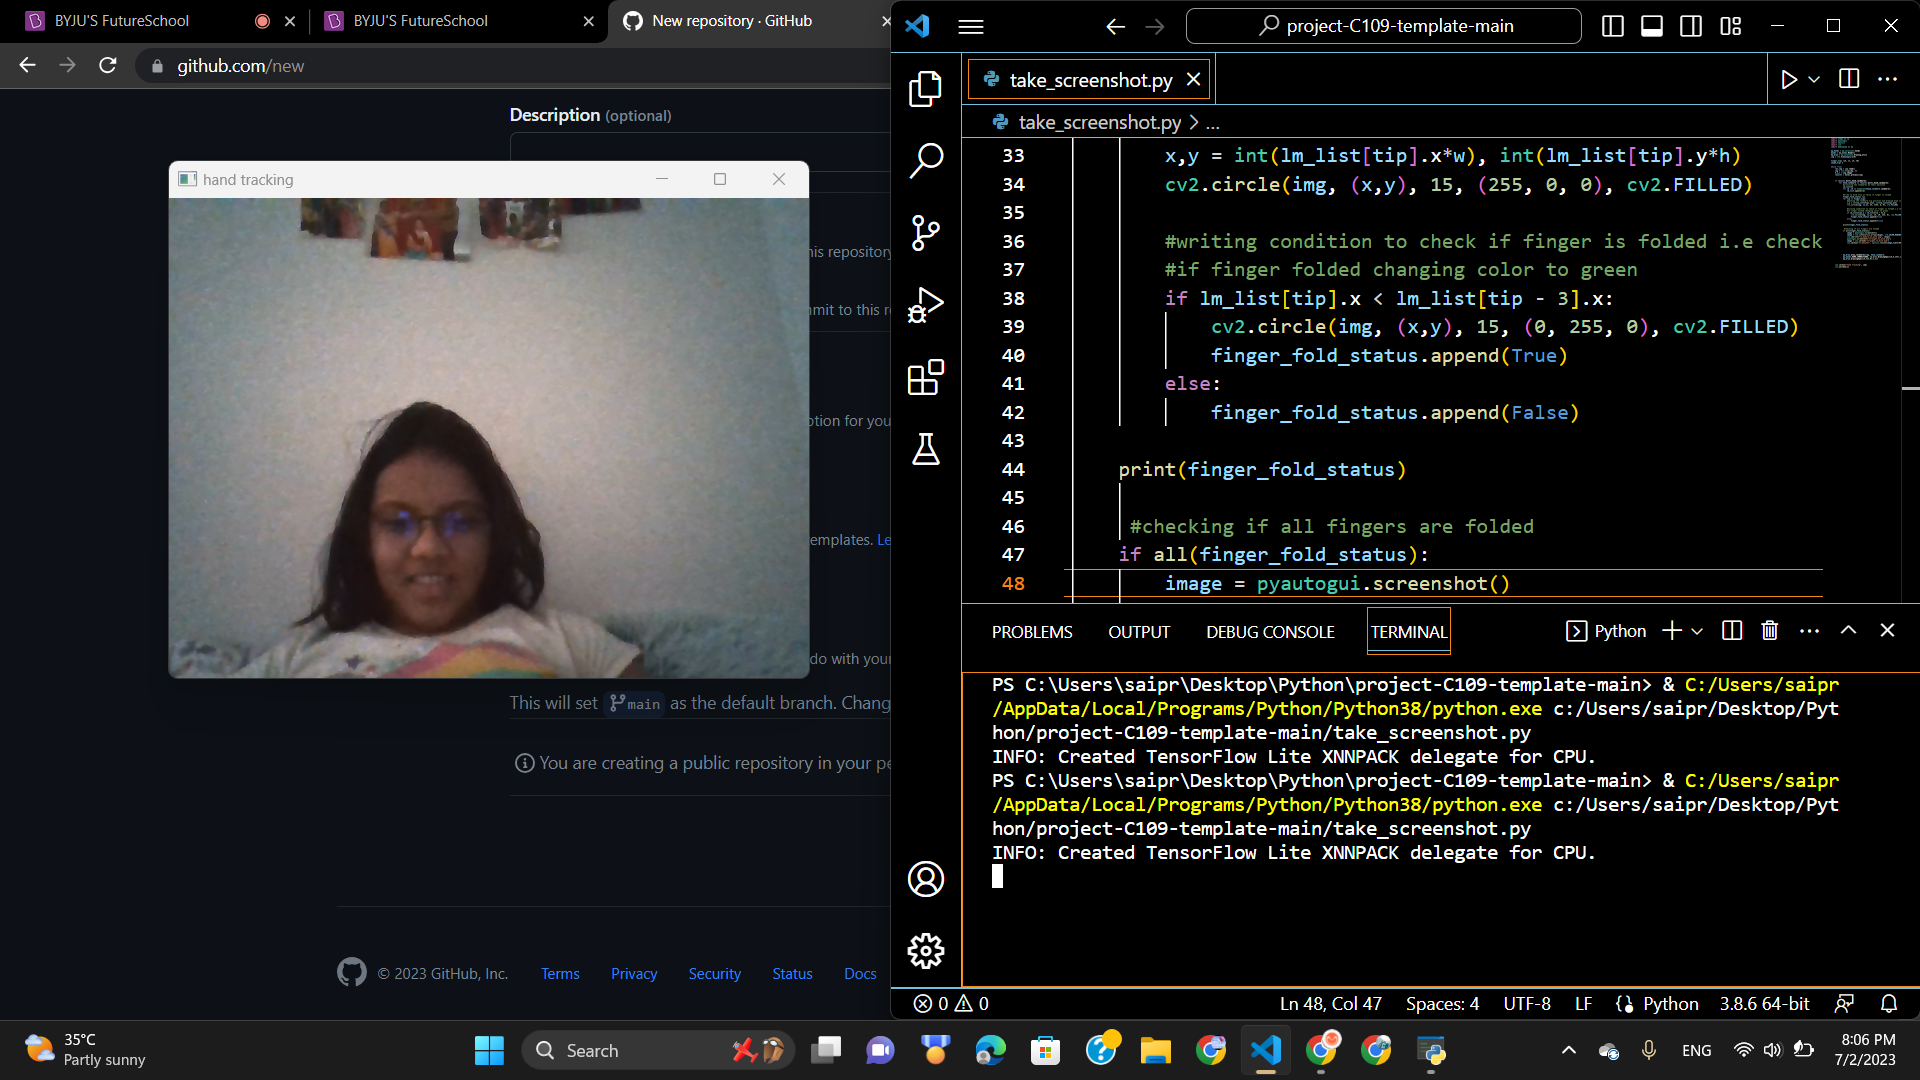 BYJU'S FutureSchool
BYJU'S FutureSchool
New repository · GitHub
github.com/new
Description (optional)
hand tracking
his repository
mit to this re
ption for you
emplates. Le
do with your
This will set main as the default branch. Chang
You are creating a public repository in your pe
© 2023 GitHub, Inc. Terms Privacy Security Status Docs
project-C109-template-main
take_screenshot.py
take_screenshot.py > ...
33 x,y = int(lm_list[tip].x*w), int(lm_list[tip].y*h)
34 cv2.circle(img, (x,y), 15, (255, 0, 0), cv2.FILLED)
35
36 #writing condition to check if finger is folded i.e check
37 #if finger folded changing color to green
38 if lm_list[tip].x < lm_list[tip - 3].x:
39 cv2.circle(img, (x,y), 15, (0, 255, 0), cv2.FILLED)
40 finger_fold_status.append(True)
41 else:
42 finger_fold_status.append(False)
43
44 print(finger_fold_status)
45
46 #checking if all fingers are folded
47 if all(finger_fold_status):
48 image = pyautogui.screenshot()
PROBLEMS OUTPUT DEBUG CONSOLE TERMINAL Python
PS C:\Users\saipr\Desktop\Python\project-C109-template-main> & C:/Users/saipr
/AppData/Local/Programs/Python/Python38/python.exe c:/Users/saipr/Desktop/Pyt
hon/project-C109-template-main/take_screenshot.py
INFO: Created TensorFlow Lite XNNPACK delegate for CPU.
PS C:\Users\saipr\Desktop\Python\project-C109-template-main> & C:/Users/saipr
/AppData/Local/Programs/Python/Python38/python.exe c:/Users/saipr/Desktop/Pyt
hon/project-C109-template-main/take_screenshot.py
INFO: Created TensorFlow Lite XNNPACK delegate for CPU.
0 0 Ln 48, Col 47 Spaces: 4 UTF-8 LF Python 3.8.6 64-bit
35°C
Partly sunny
Search
ENG
8:06 PM
7/2/2023